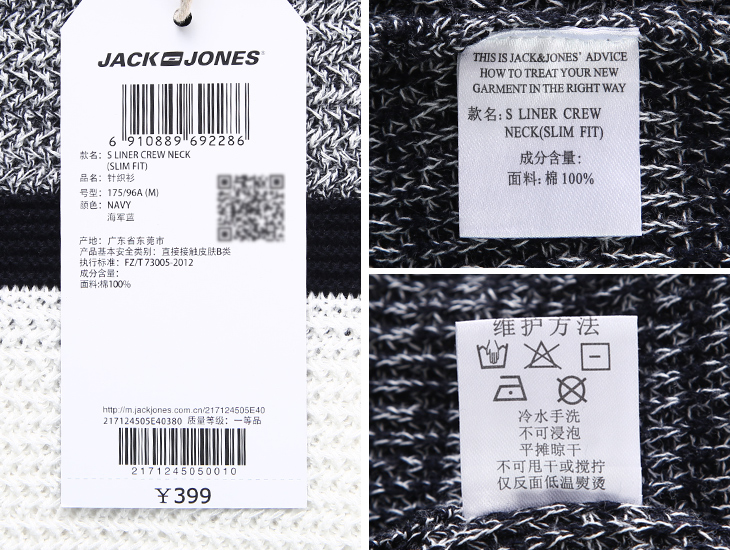 JACK JONES®
6 910889 692286
款名: S LINER CREW NECK
(SLIM FIT)
品名: 针织衫
号型: 175/96A (M)
颜色: NAVY
海军蓝
产地: 广东省东莞市
产品基本安全类别: 直接接触皮肤B类
执行标准: FZ/T 73005-2012
成分含量:
面料:棉100%
http://m.jackjones.com.cn/217124505E40
217124505E40380 质量等级: 一等品
2171245050010
￥399
THIS IS JACK&JONES' ADVICE
HOW TO TREAT YOUR NEW
GARMENT IN THE RIGHT WAY
款名: S LINER CREW
NECK(SLIM FIT)
成分含量:
面料: 棉 100%
维护方法
冷水手洗
不可浸泡
平摊晾干
不可甩干或搅拧
仅反面低温熨烫